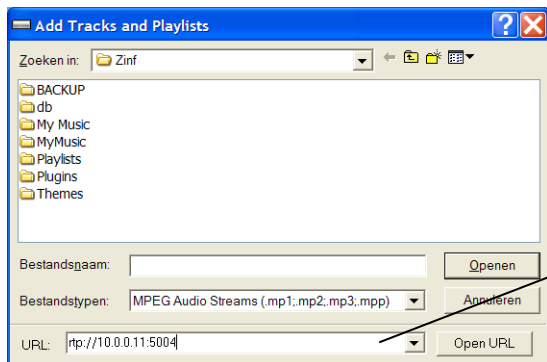 Add Tracks and Playlists
Zoeken in: Zinf
BACKUP
db
My Music
MyMusic
Playlists
Plugins
Themes
Bestandsnaam:
Openen
Bestandstypen: MPEG Audio Streams (.mp1;.mp2;.mp3;.mpp)
Annuleren
URL: rtp://10.0.0.11:5004
Open URL